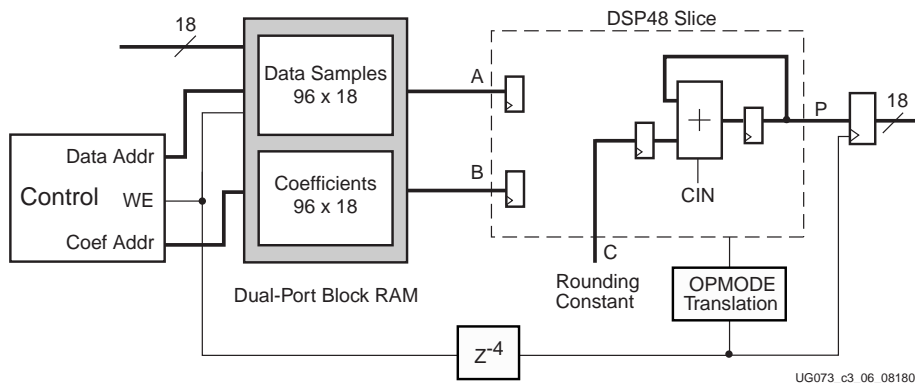 DSP48 Slice
18
Data Samples
96 x 18
A
P
18
+
Data Addr
Control
WE
Coefficients
96 x 18
B
CIN
Coef Addr
C
Dual-Port Block RAM
Rounding
Constant
OPMODE
Translation
Z-4
UG073_c3_06_08180